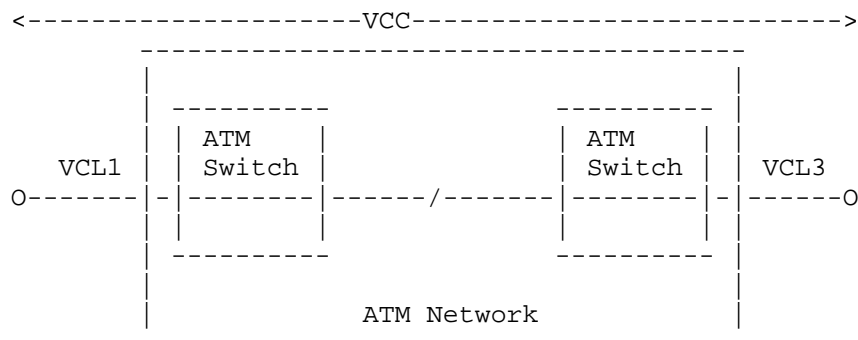 <---------------------VCC--------------------------->
ATM ATM
VCL1 Switch Switch VCL3
O-------|-|--------|------/-------|--------|-|------O
ATM Network